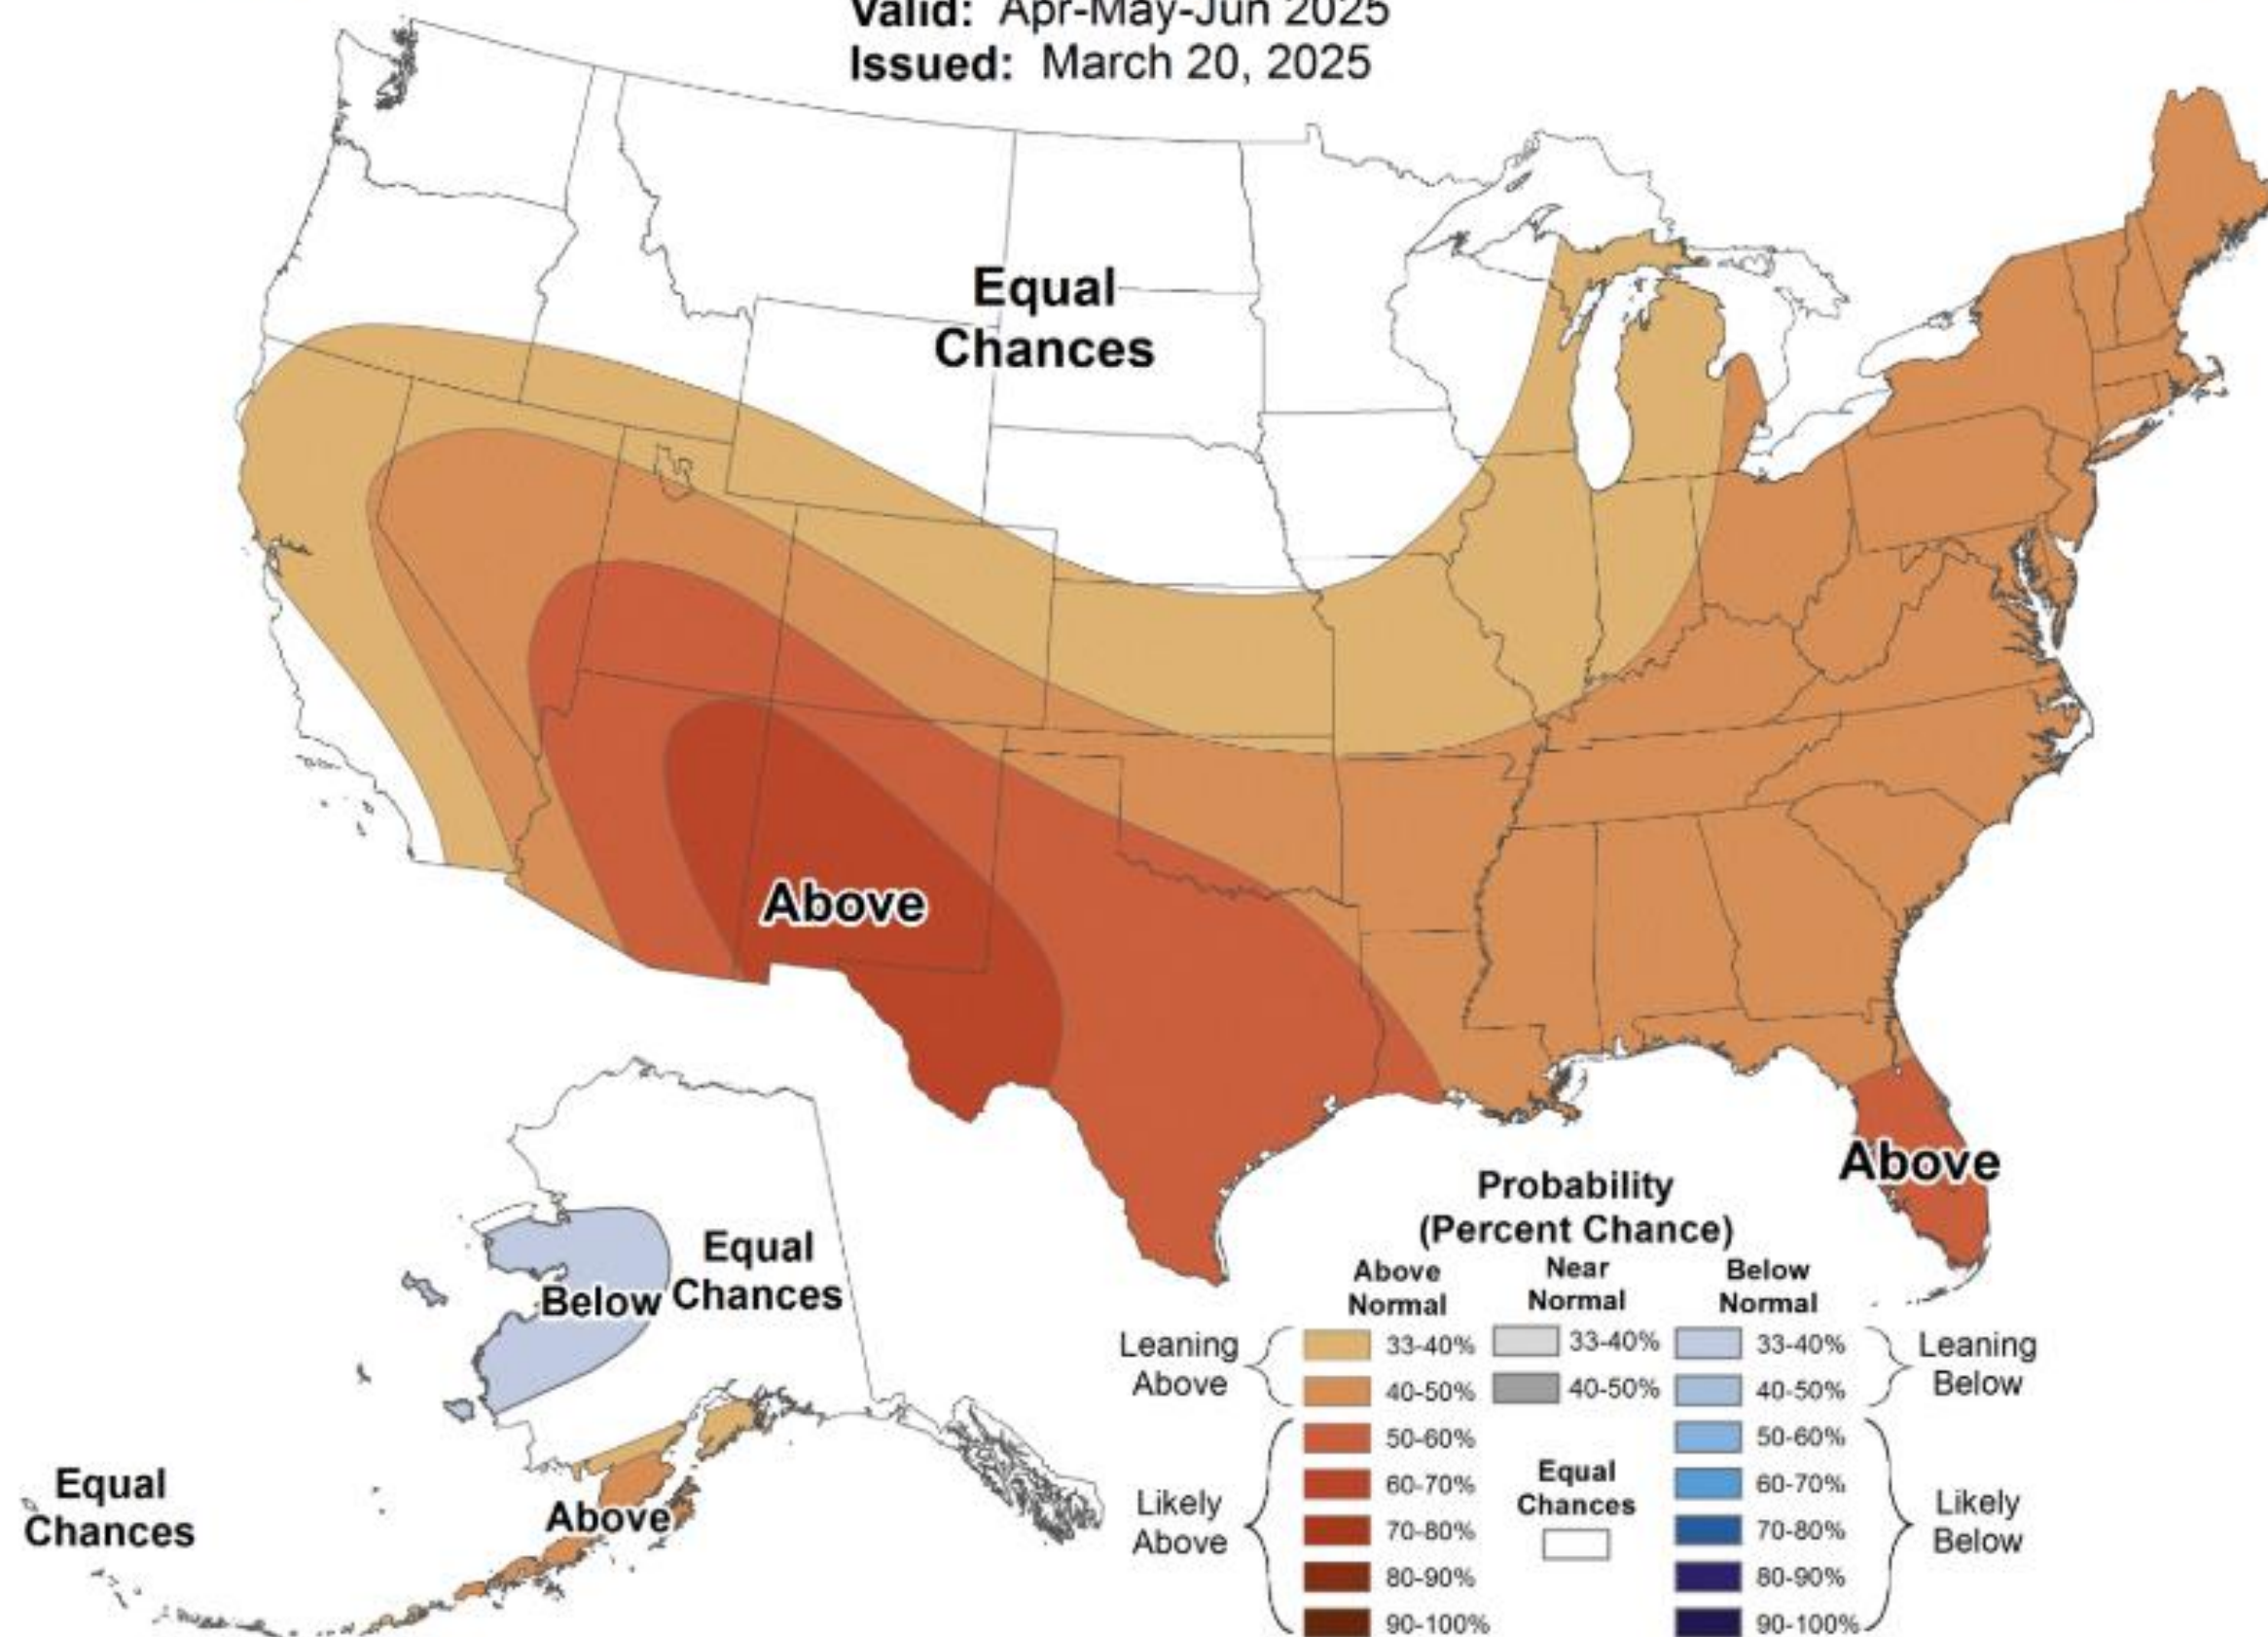 Valid: Apr-May-Jun 2025
Issued: March 20, 2025
Equal
Chances
Above
Above
Below
Equal
Chances
Above
Equal
Chances
Probability
(Percent Chance)
Above
Normal
Near
Normal
Below
Normal
Leaning
Above
33-40%
33-40%
33-40%
Leaning
Below
40-50%
40-50%
40-50%
Likely
Above
50-60%
60-70%
70-80%
80-90%
90-100%
Equal
Chances
50-60%
60-70%
70-80%
80-90%
90-100%
Likely
Below